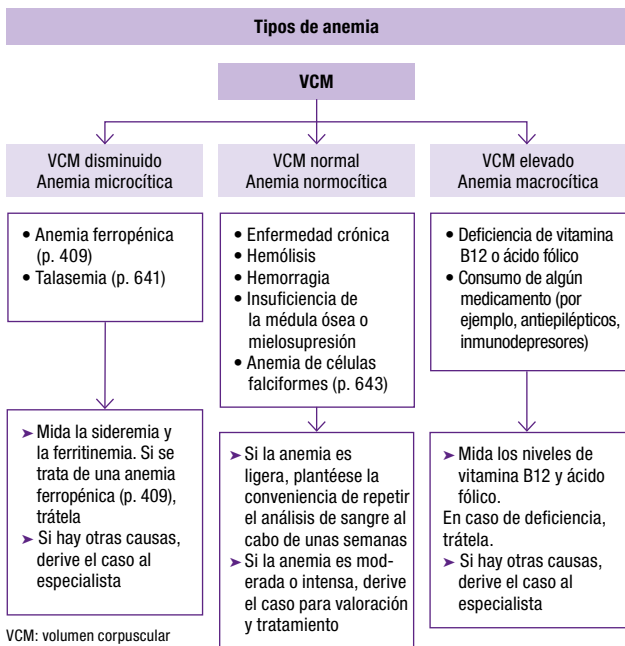 Tipos de anemia
VCM
VCM disminuido
Anemia microcítica
• Anemia ferropénica
(p. 409)
• Talasemia (p. 641)
➤ Mida la sideremia y
la ferritinemia. Si se
trata de una anemia
ferropénica (p. 409),
trátela
➤ Si hay otras causas,
derive el caso al
especialista
VCM normal
Anemia normocítica
• Enfermedad crónica
• Hemólisis
• Hemorragia
• Insuficiencia de
la médula ósea o
mielosupresión
• Anemia de células
falciformes (p. 643)
➤ Si la anemia es
ligera, plantéese la
conveniencia de repetir
el análisis de sangre al
cabo de unas semanas
➤ Si la anemia es mod-
erada o intensa, derive
el caso para valoración
y tratamiento
VCM elevado
Anemia macrocítica
• Deficiencia de vitamina
B12 o ácido fólico
• Consumo de algún
medicamento (por
ejemplo, antiepilépticos,
inmunodepresores)
➤ Mida los niveles de
vitamina B12 y ácido
fólico.
En caso de deficiencia,
trátela.
➤ Si hay otras causas,
derive el caso al
especialista
VCM: volumen corpuscular